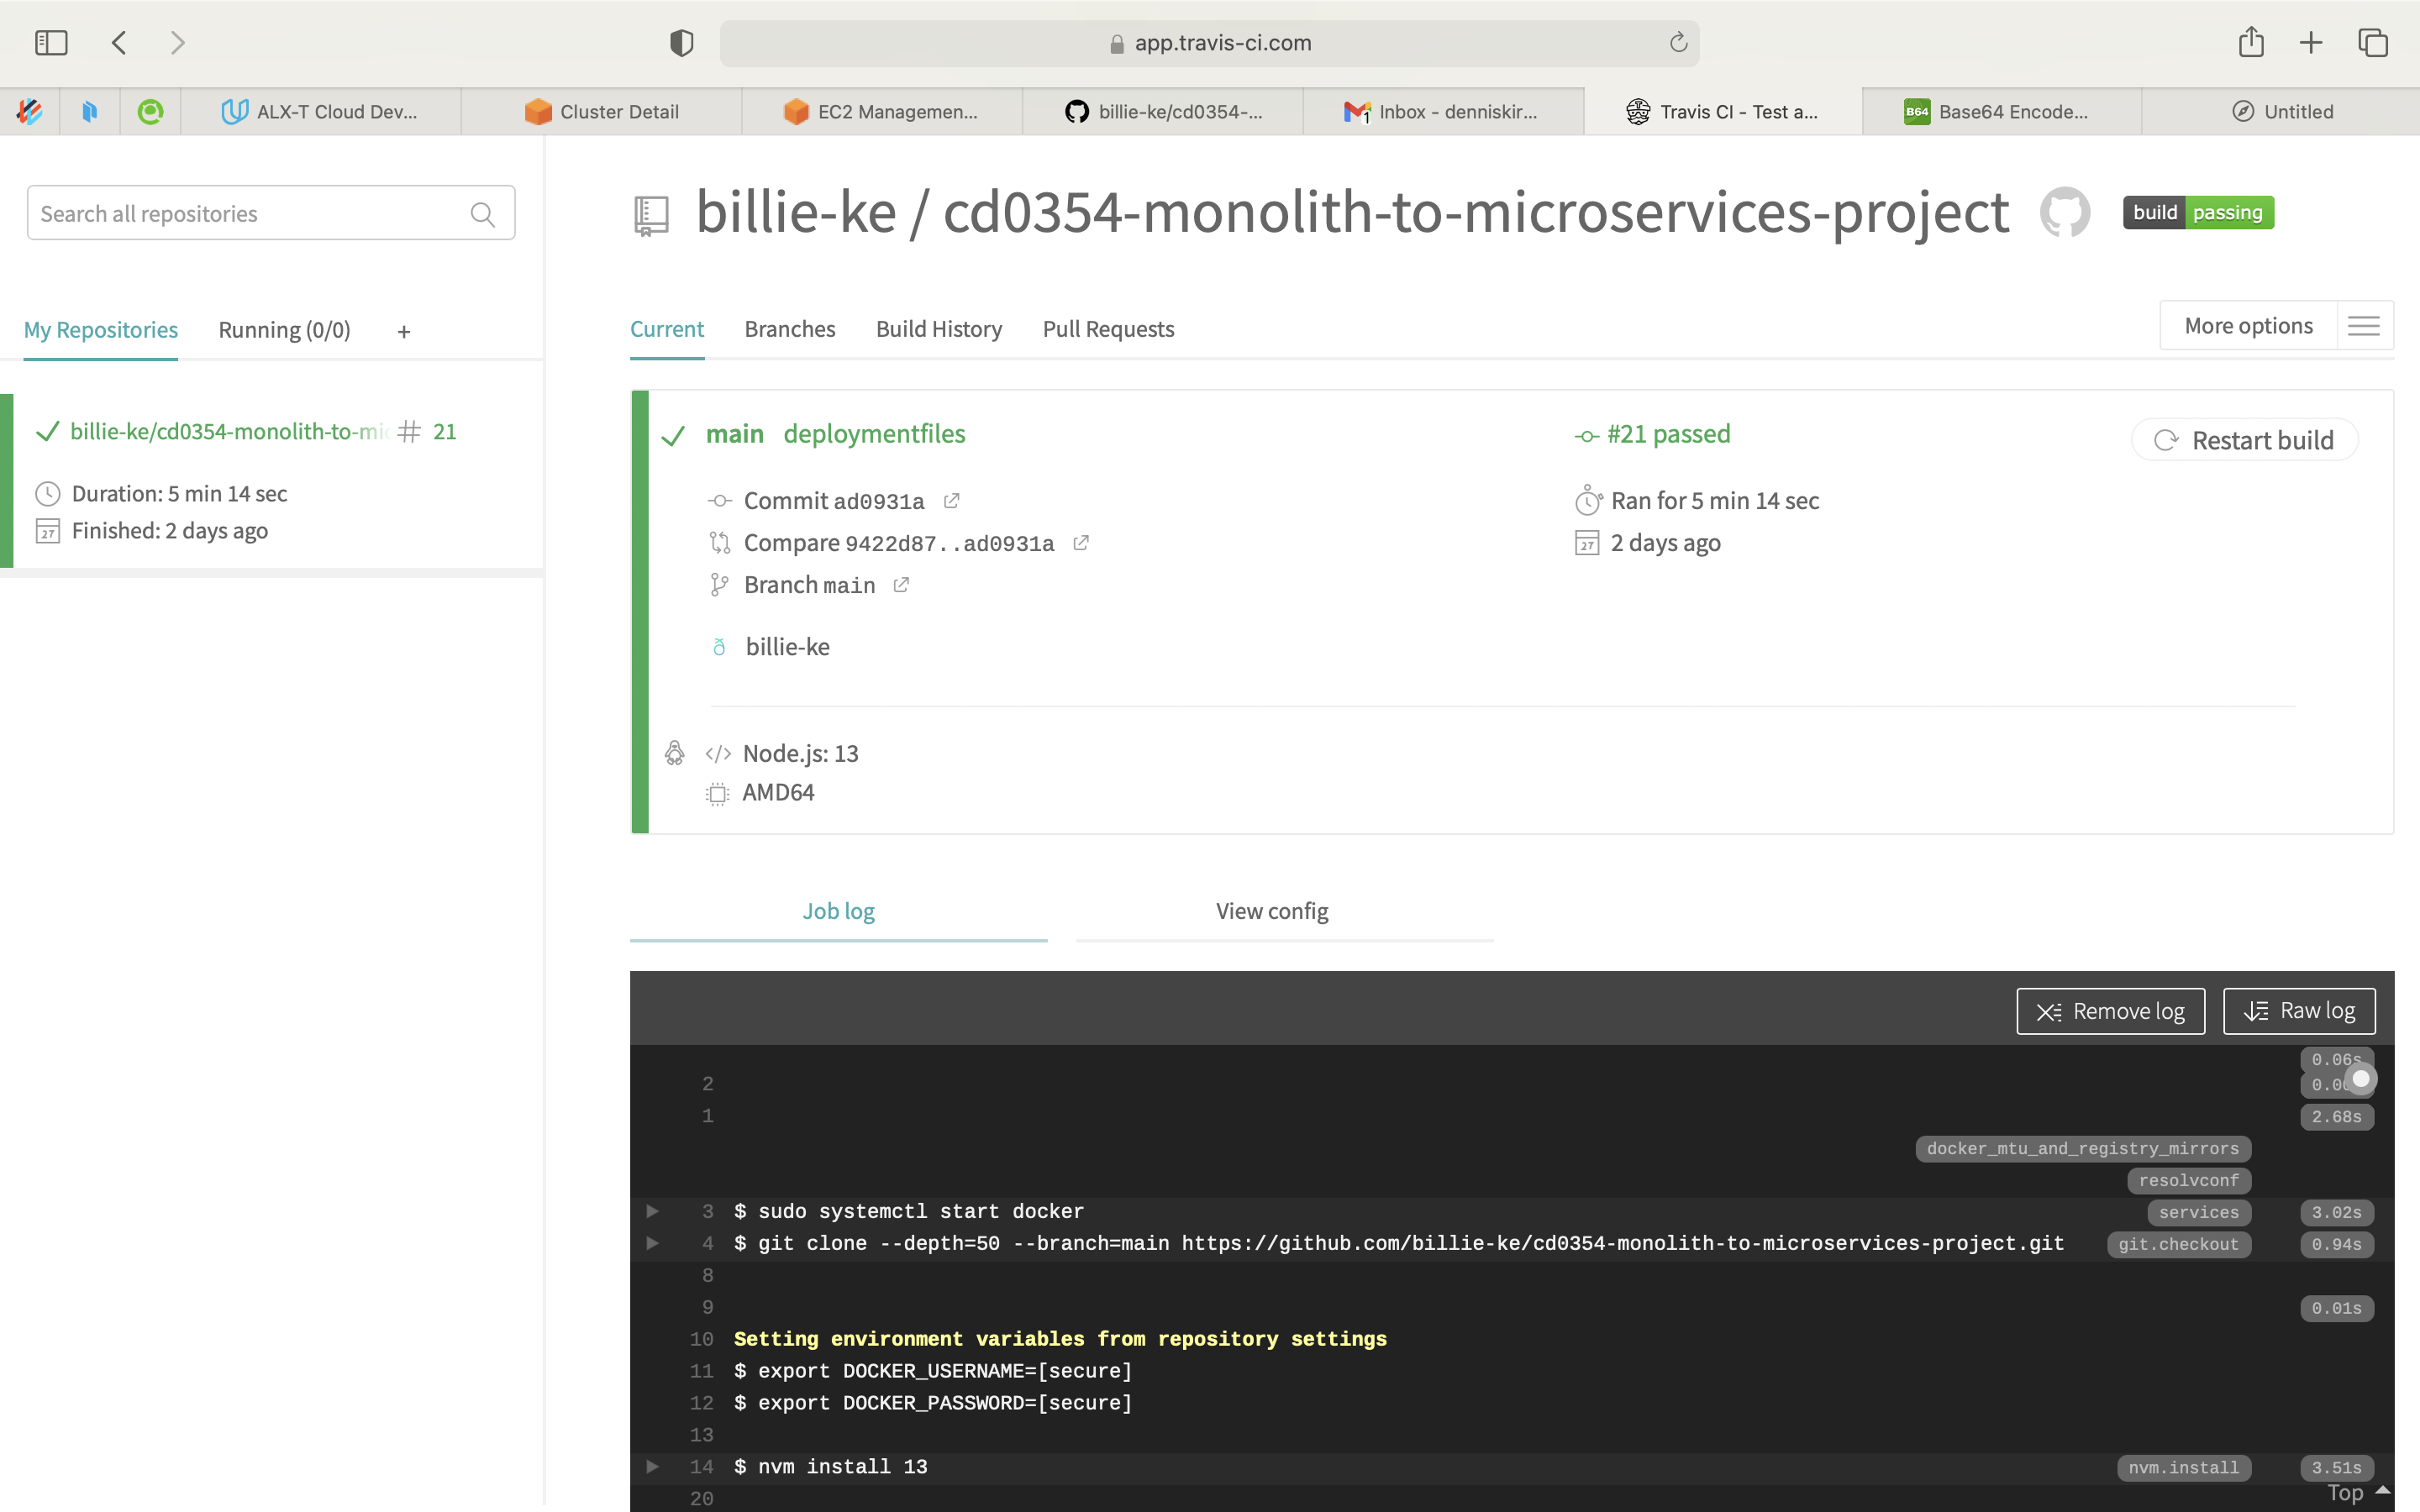 app.travis-ci.com
ALX-T Cloud Dev...
Cluster Detail
EC2 Managemen...
billie-ke/cd0354-...
1
Inbox - denniskir...
Travis CI - Test a...
B64
Base64 Encode...
Untitled
Search all repositories
billie-ke / cd0354-monolith-to-microservices-project
build passing
My Repositories
Running (0/0)
+
Current
Branches
Build History
Pull Requests
More options
billie-ke/cd0354-monolith-to-mic
# 21
Duration: 5 min 14 sec
27 Finished: 2 days ago
main deploymentfiles
#21 passed
Restart build
Commit ad0931a
Ran for 5 min 14 sec
Compare 9422d87..ad0931a
27 2 days ago
Branch main
billie-ke
</> Node.js: 13
AMD64
Job log
View config
Remove log
Raw log
0.06s
2
1 2.68s
docker_mtu_and_registry_mirrors
resolvconf
3 $ sudo systemctl start docker services 3.02s
4 $ git clone --depth=50 --branch=main https://github.com/billie-ke/cd0354-monolith-to-microservices-project.git git.checkout 0.94s
8
9 0.01s
10 Setting environment variables from repository settings
11 $ export DOCKER_USERNAME=[secure]
12 $ export DOCKER_PASSWORD=[secure]
13
14 $ nvm install 13 nvm.install 3.51s
20
Top